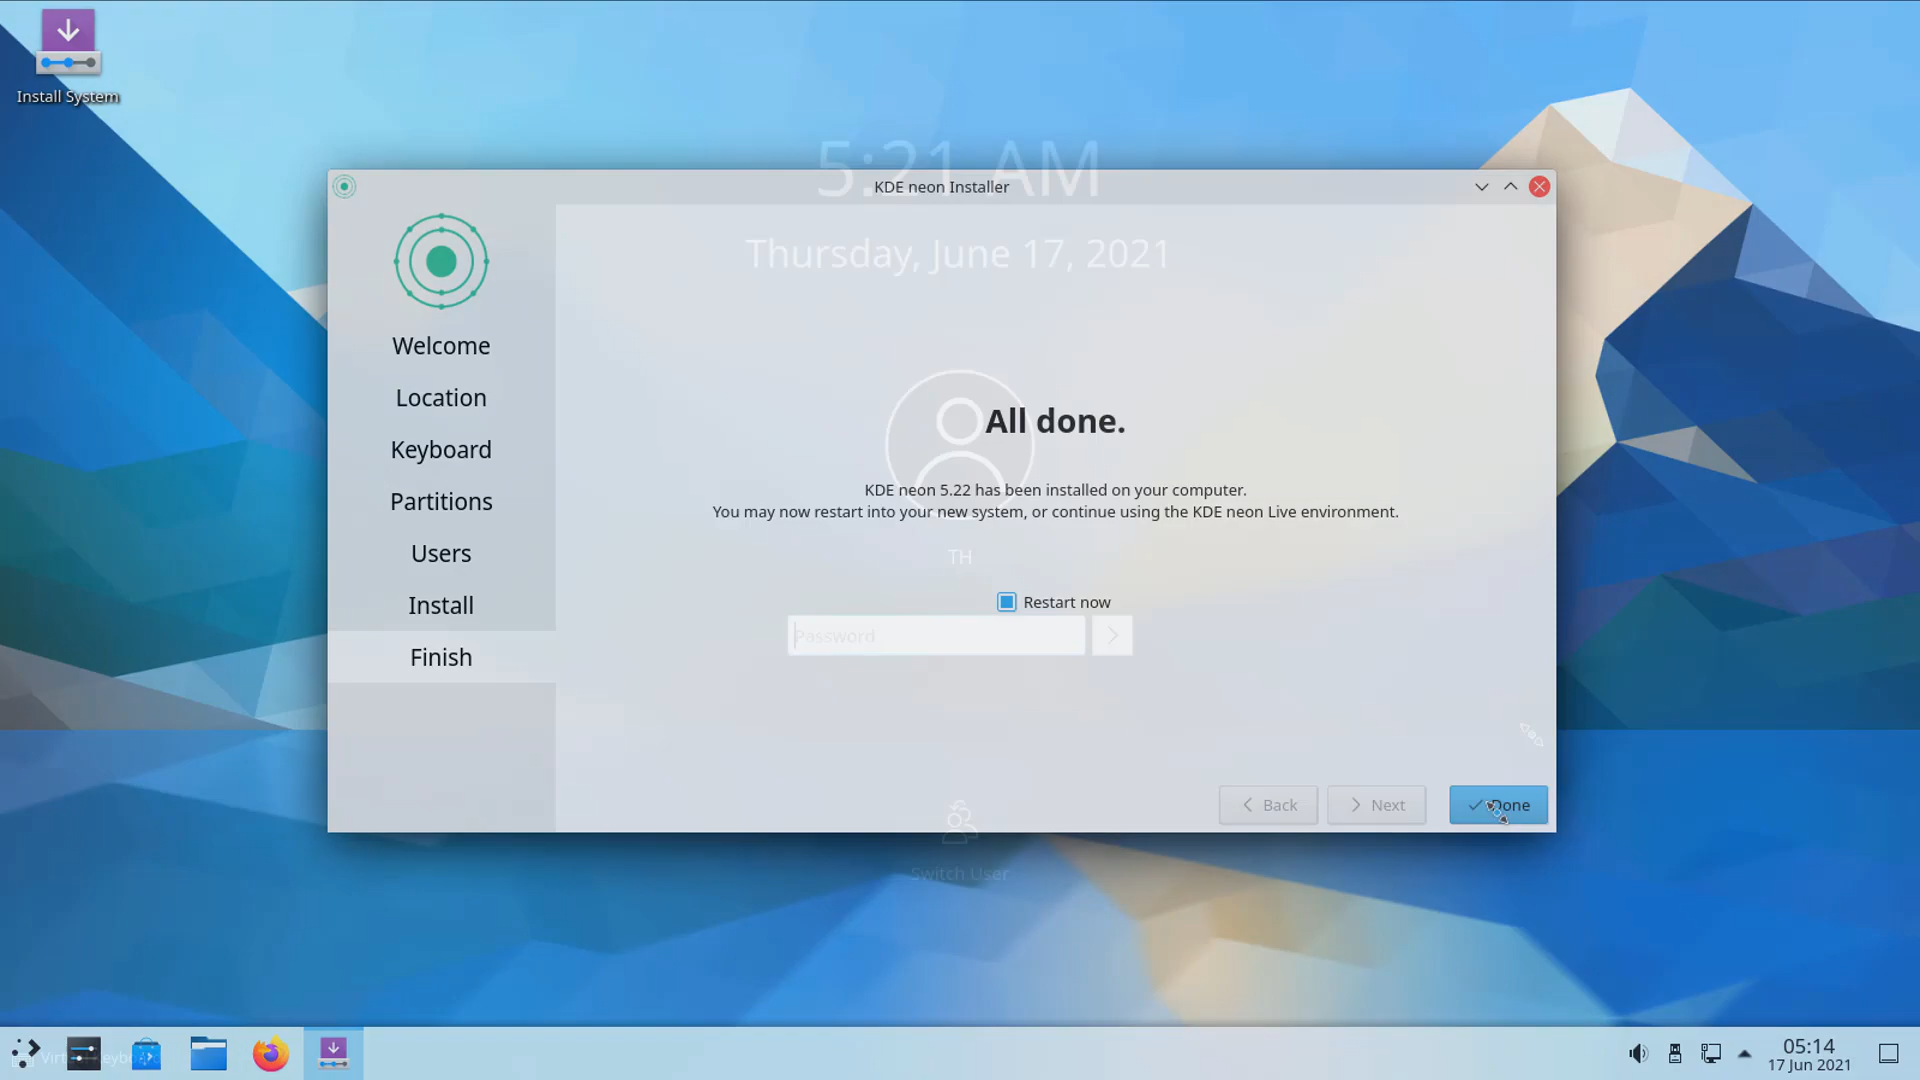 Install System
5:21 AM
KDE neon Installer
Thursday, June 17, 2021
Welcome
Location
Keyboard
Partitions
Users
Install
Finish
All done.
KDE neon 5.22 has been installed on your computer.
You may now restart into your new system, or continue using the KDE neon Live environment.
TH
Restart now
Password
Back
Next
Done
Switch User
Virtual Keyboard
05:14
17 Jun 2021